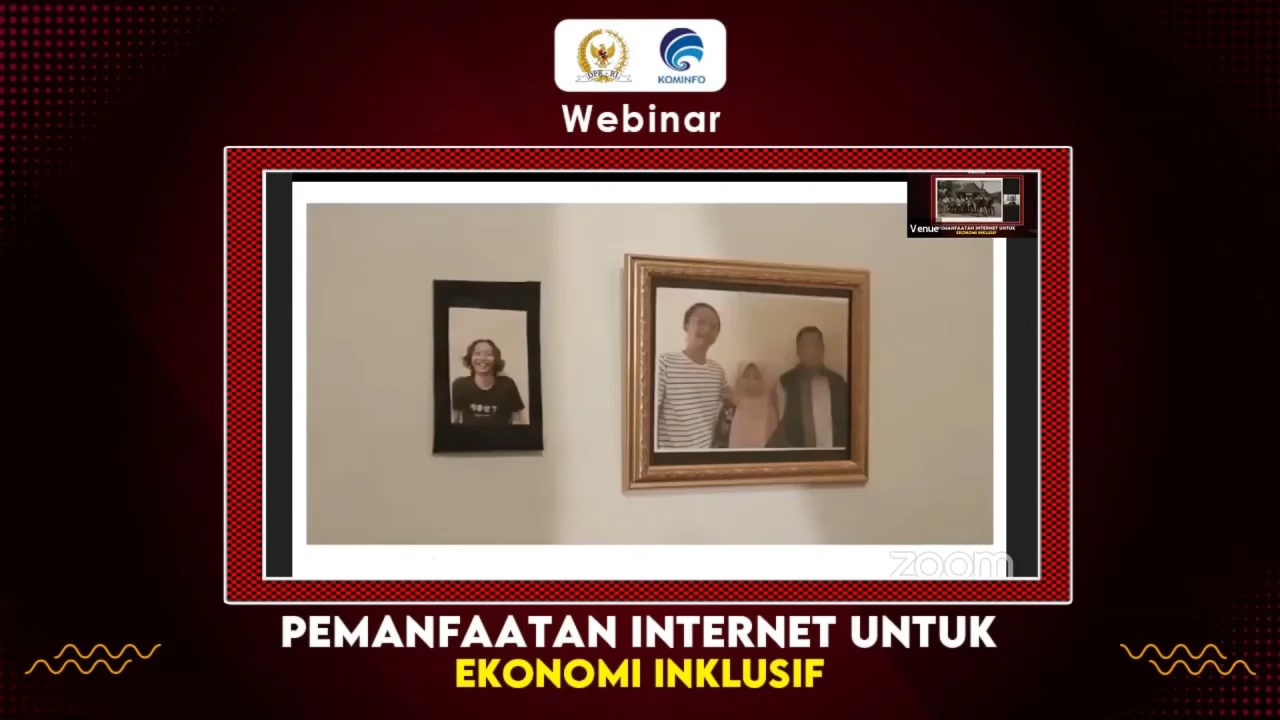 DPR - RI
KOMINFO
Webinar
Venue
PEMANFAATAN INTERNET UNTUK
EKONOMI INKLUSIF
zoom
PEMANFAATAN INTERNET UNTUK
EKONOMI INKLUSIF